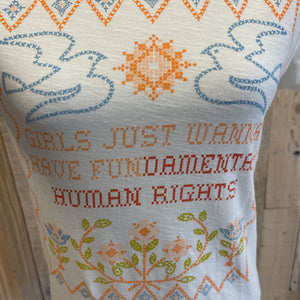 GIRLS JUST WANNA
HAVE FUNDAMENTAL
HUMAN RIGHTS